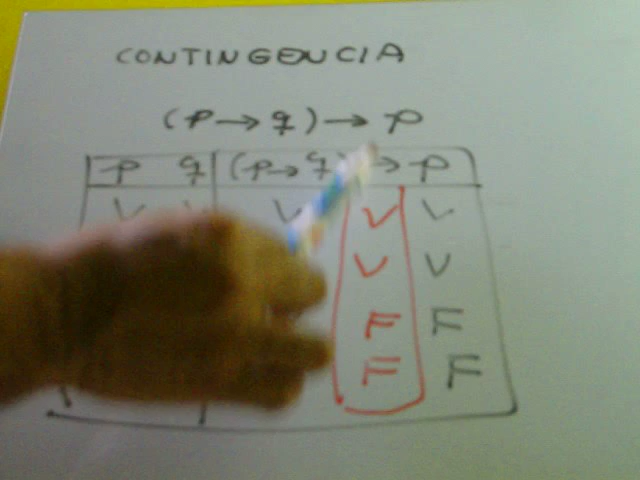 CONTINGENCIA
(p → q) → p
p q (p → q) → p
V V V V
V V
F F
F F